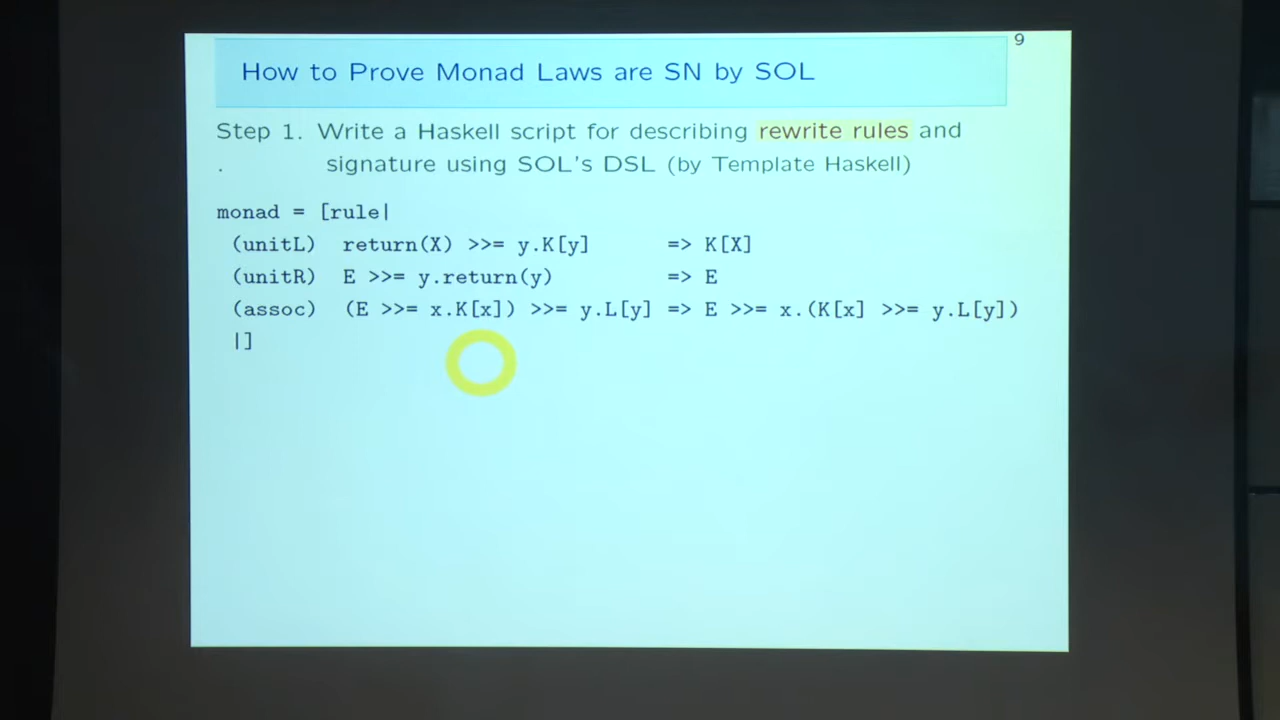 9
How to Prove Monad Laws are SN by SOL
Step 1. Write a Haskell script for describing rewrite rules and
. signature using SOL's DSL (by Template Haskell)
monad = [rule|
(unitL) return(X) >>= y.K[y] => K[X]
(unitR) E >>= y.return(y) => E
(assoc) (E >>= x.K[x]) >>= y.L[y] => E >>= x.(K[x] >>= y.L[y])
|]